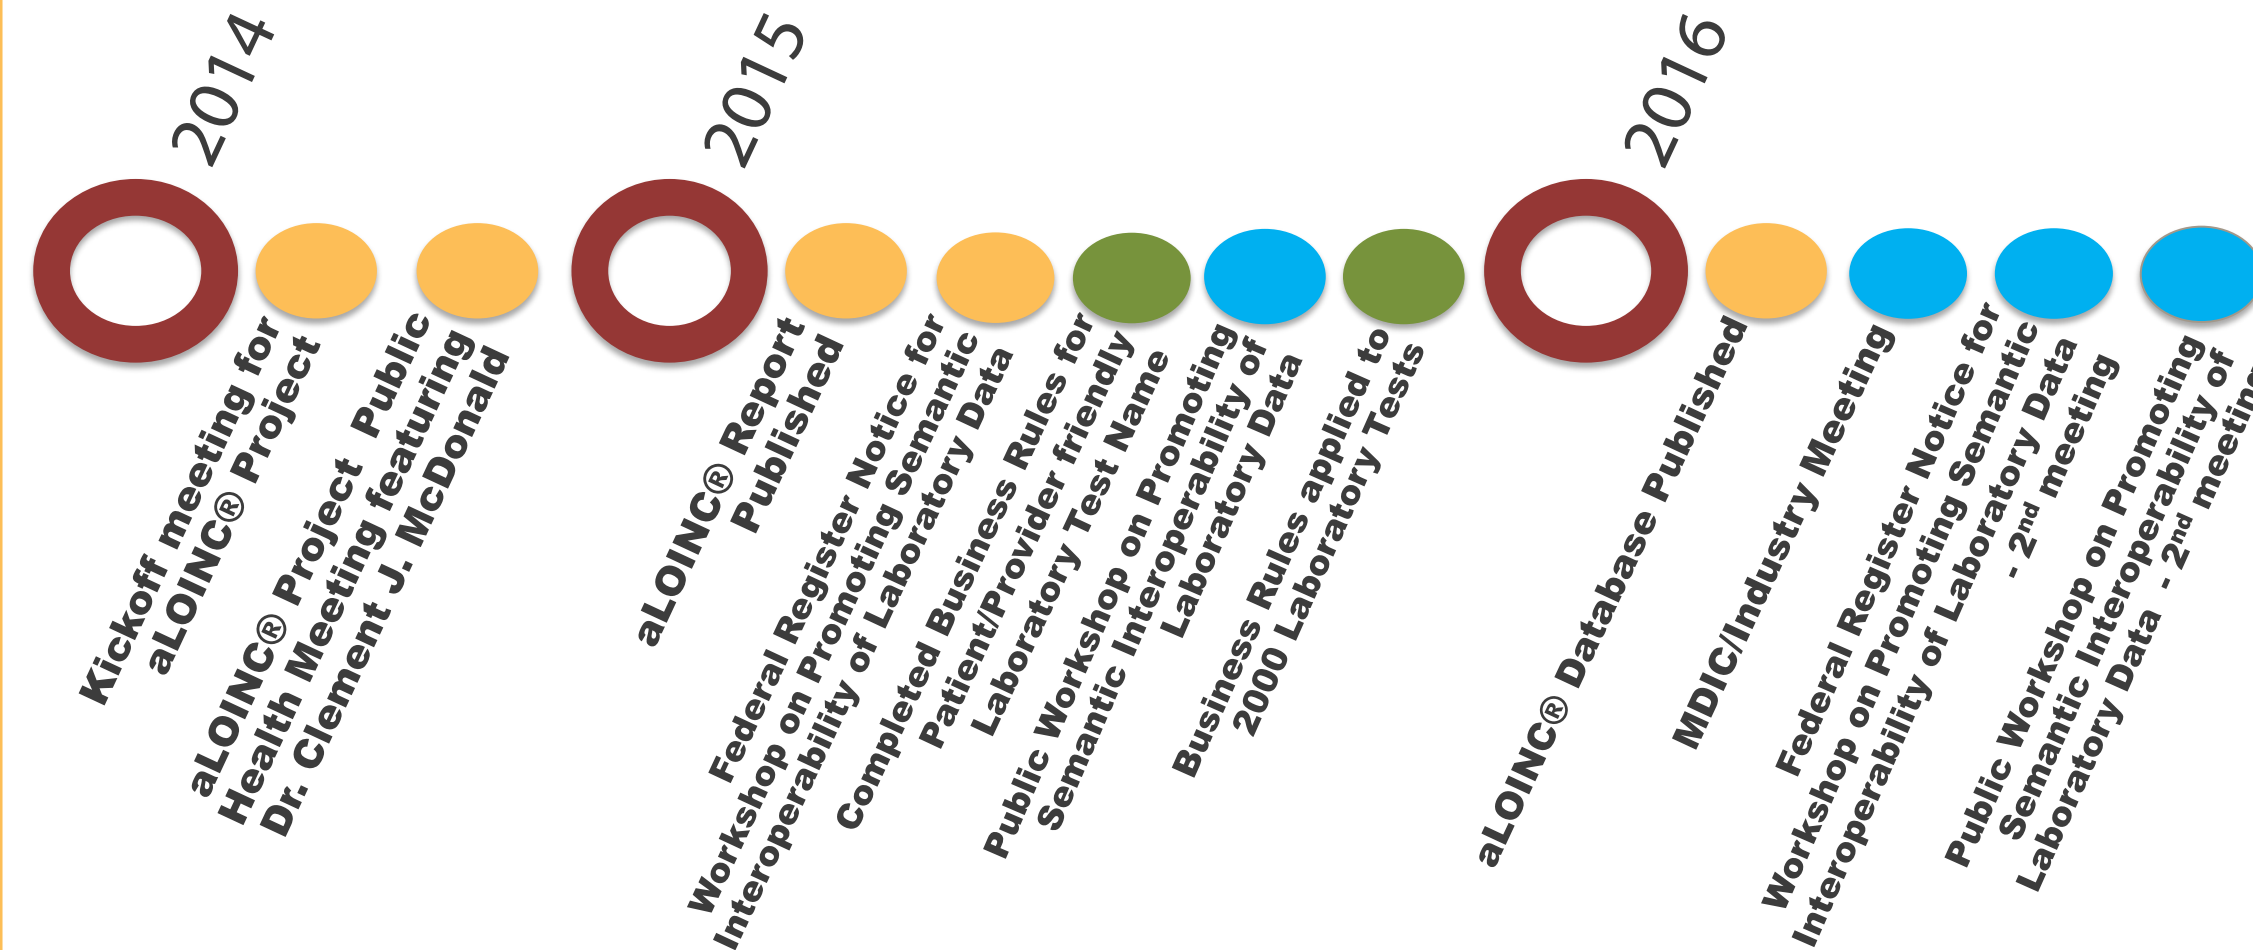 2014
Kickoff meeting for
aLOINC® Project
aLOINC® Project Public
Health Meeting featuring
Dr. Clement J. McDonald
2015
aLOINC® Report
Published
Federal Register Notice for
Workshop on Promoting Semantic
Interoperability of Laboratory Data
Completed Business Rules for
Patient/Provider friendly
Laboratory Test Name
Public Workshop on Promoting
Semantic Interoperability of
Laboratory Data
Business Rules applied to
2000 Laboratory Tests
2016
aLOINC® Database Published
MDIC/Industry Meeting
Federal Register Notice for
Workshop on Promoting Semantic
Interoperability of Laboratory Data
- 2nd meeting
Public Workshop on Promoting
Semantic Interoperability of
Laboratory Data - 2nd meeting